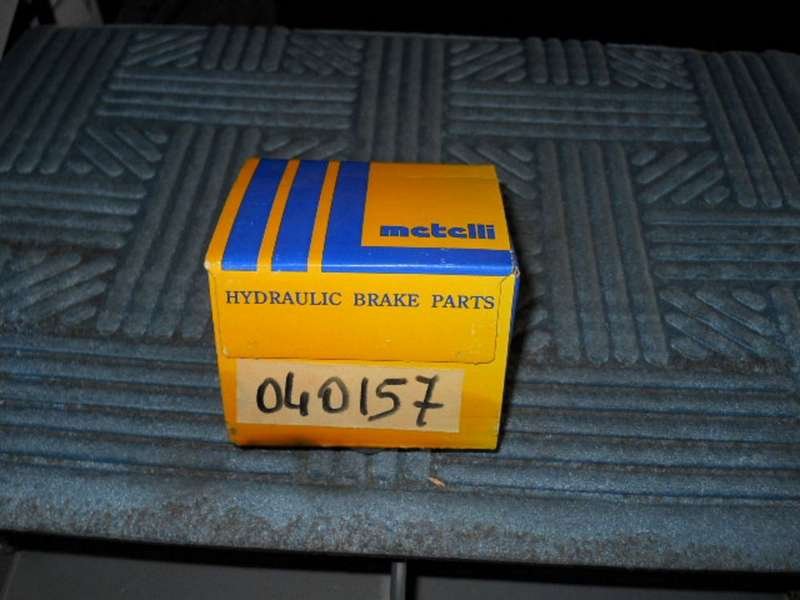 metelli
HYDRAULIC BRAKE PARTS
040157